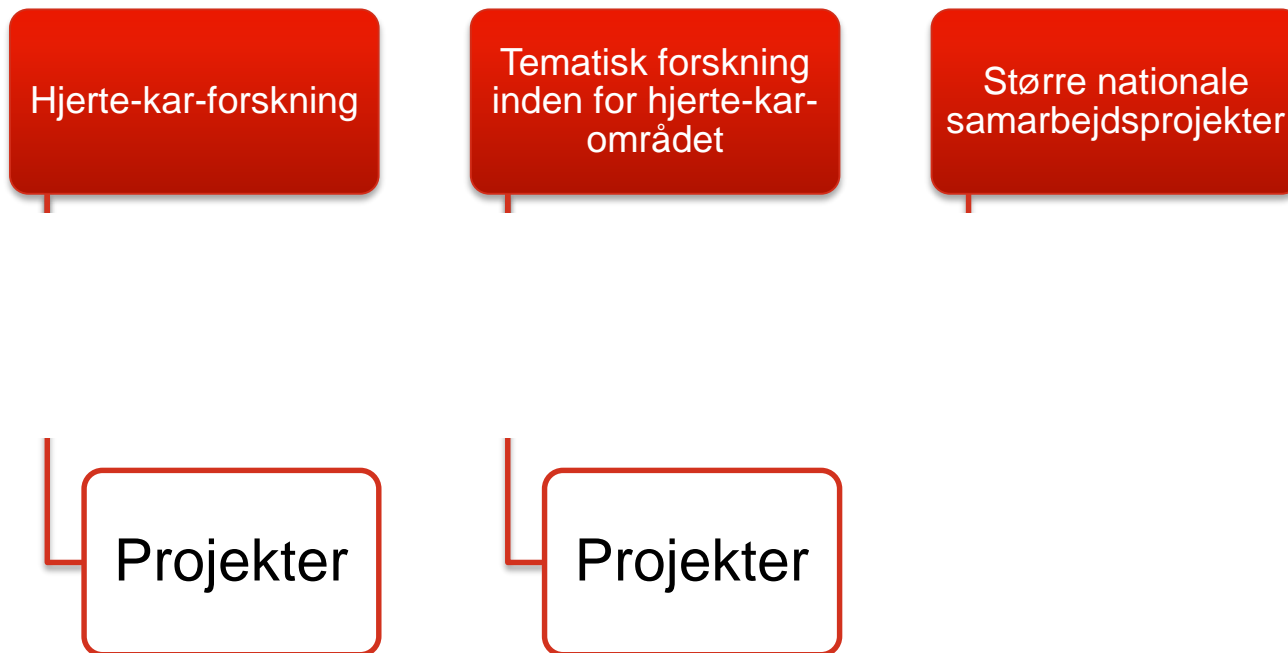 Hjerte-kar-forskning
Tematisk forskning
inden for hjerte-kar-
området
Større nationale
samarbejdsprojekter
Projekter
Projekter